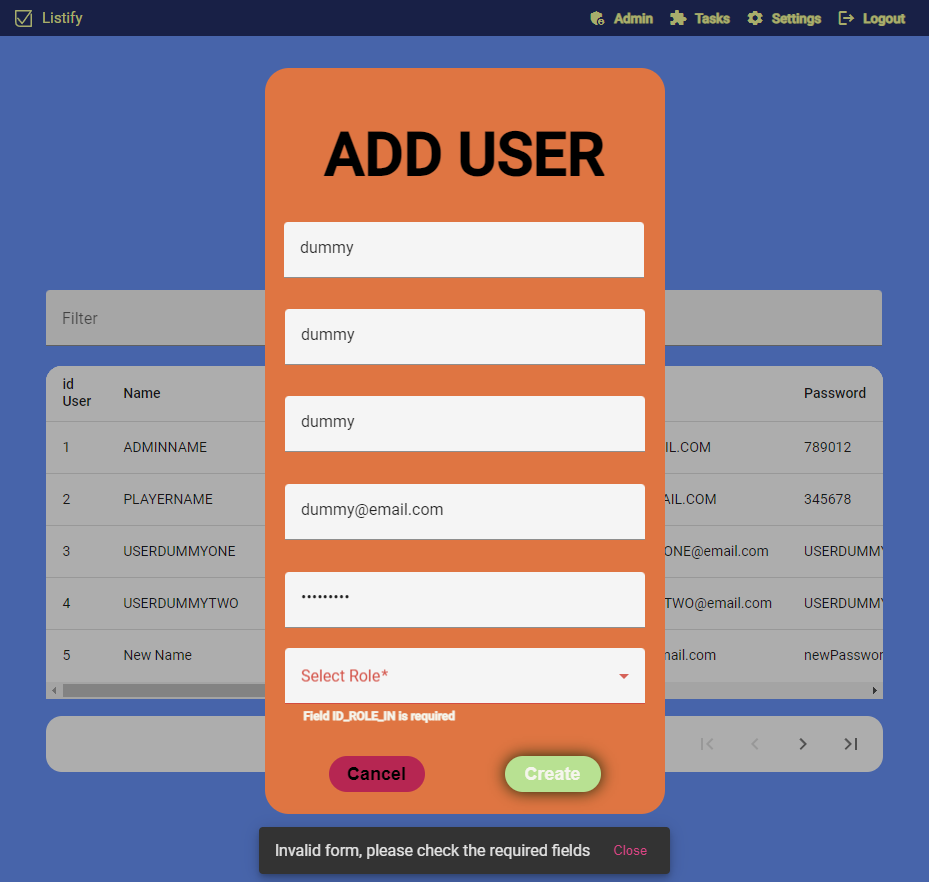 Listify
Admin
Tasks
Settings
Logout
ADD USER
dummy
dummy
dummy
dummy@email.com
•••••••••
Select Role*
Field ID_ROLE_IN is required
Cancel
Create
Filter
id
User
Name
Password
1 ADMINNAME IL.COM 789012
2 PLAYERNAME AIL.COM 345678
3 USERDUMMYONE ONE@email.com USERDUMMY
4 USERDUMMYTWO TWO@email.com USERDUMMY
5 New Name nail.com newPasswor
Invalid form, please check the required fields Close